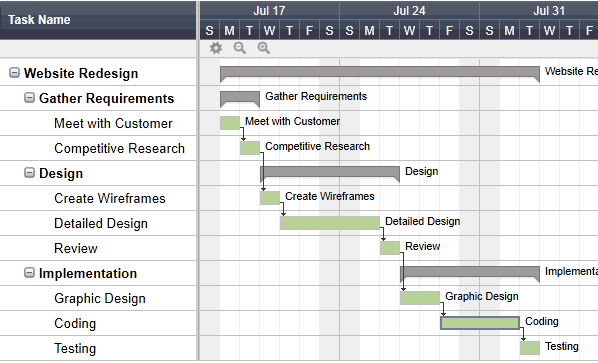 Task Name
Jul 17 Jul 24 Jul 31
S M T W T F S S M T W T F S S M T W T F
Website Redesign Website Re
Gather Requirements Gather Requirements
Meet with Customer Meet with Customer
Competitive Research Competitive Research
Design Design
Create Wireframes Create Wireframes
Detailed Design Detailed Design
Review Review
Implementation Implementa
Graphic Design Graphic Design
Coding Coding
Testing Testing